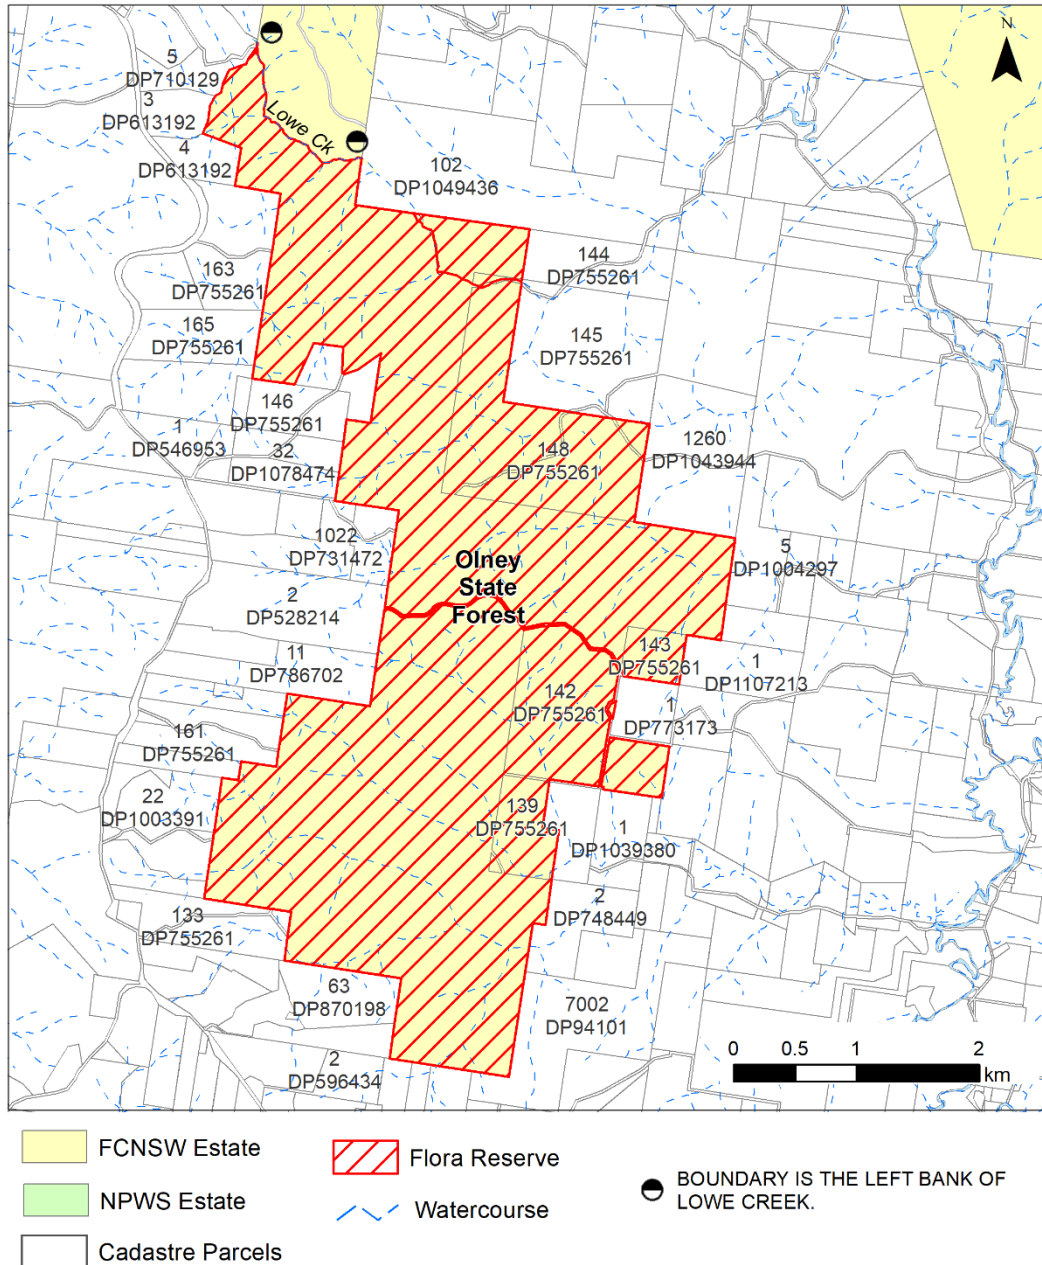 N
5
DP710129
3
DP613192
Lowe Ck
4
DP613192
102
DP1049436
163
DP755261
144
DP755261
165
DP755261
145
DP755261
146
DP755261
1
DP546953
32
DP1078474
148
DP755261
1260
DP1043944
1022
DP731472
Olney
State
Forest
5
DP1004297
2
DP528214
11
DP786702
143
DP755261
1
DP1107213
142
DP755261
1
DP773173
161
DP755261
22
DP1003391
139
DP755261
1
DP1039380
133
DP755261
2
DP748449
63
DP870198
7002
DP94101
2
DP596434
0 0.5 1 2
km
FCNSW Estate
NPWS Estate
Cadastre Parcels
Flora Reserve
Watercourse
BOUNDARY IS THE LEFT BANK OF
LOWE CREEK.